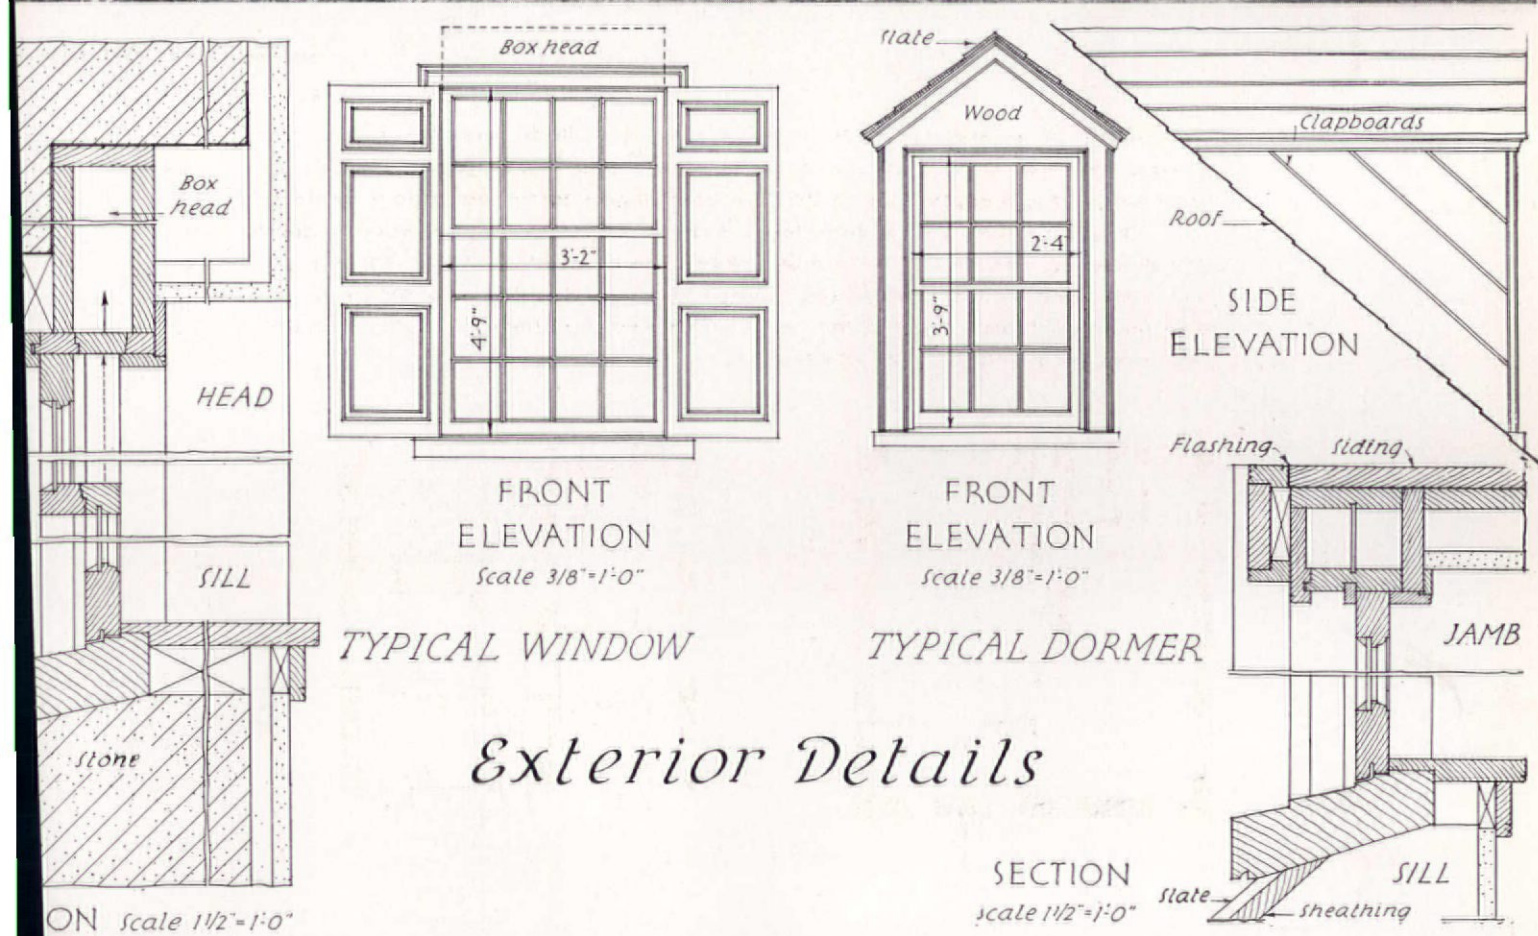 Box head
Slate
Wood
Clapboards
Box
head
Roof
3'-2"
2'-4"
4'-9"
3'-9"
SIDE
ELEVATION
HEAD
Flashing
Siding
FRONT
ELEVATION
Scale 3/8"=1'-0"
FRONT
ELEVATION
Scale 3/8"=1'-0"
SILL
TYPICAL WINDOW
TYPICAL DORMER
JAMB
Stone
Exterior Details
SECTION
Scale 1 1/2"=1'-0"
SILL
Slate
Sheathing
ON Scale 1 1/2"=1'-0"